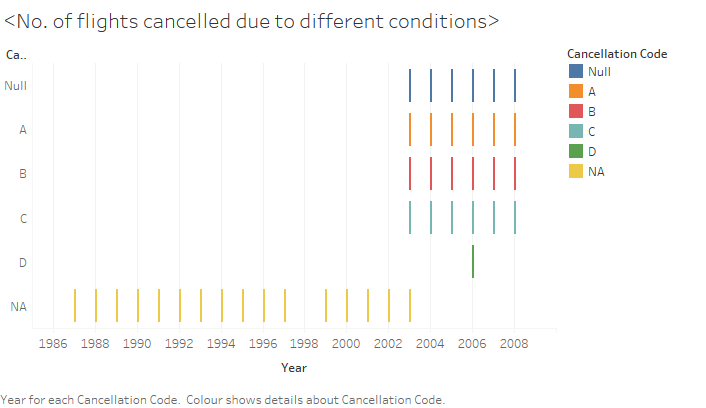 <No. of flights cancelled due to different conditions>
Ca..
Null
A
B
C
D
NA
1986 1988 1990 1992 1994 1996 1998 2000 2002 2004 2006 2008
Year
Cancellation Code
Null
A
B
C
D
NA
Year for each Cancellation Code. Colour shows details about Cancellation Code.